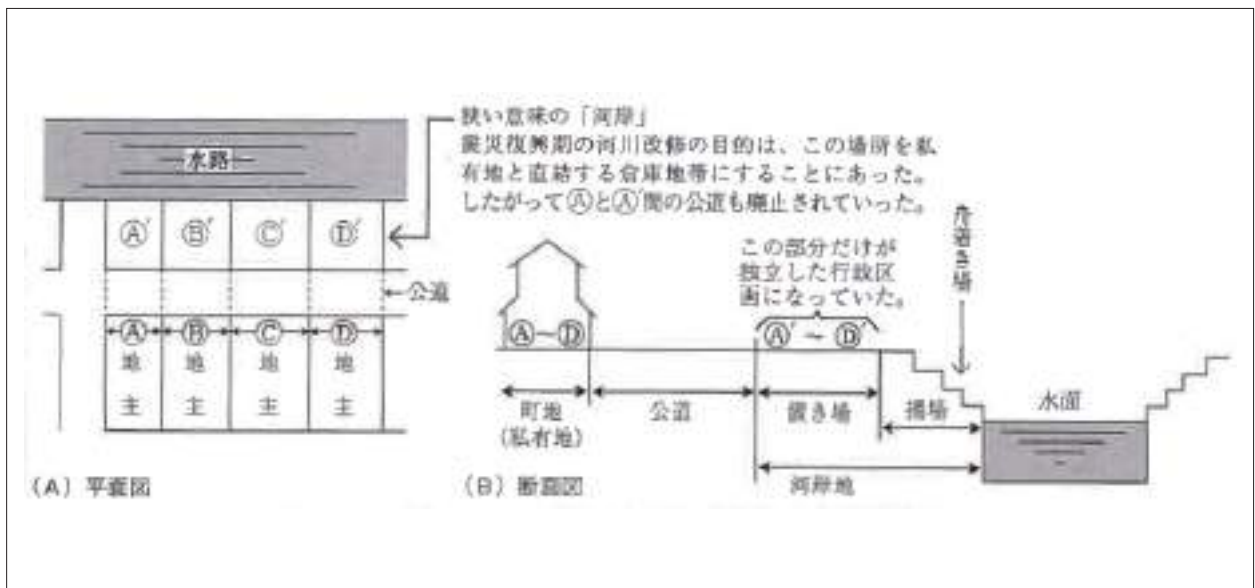 狭い意味の「河岸」
震災復興期の河川改修の目的は、この場所を私
有地と直結する倉庫地帯にすることにあった。
したがってⒶとⒶ′間の公道も廃止されていった。
水路
Ⓐ′ Ⓑ′ Ⓒ′ Ⓓ′
公道
Ⓐ Ⓑ Ⓒ Ⓓ
地主 地主 地主 地主
(A) 平面図
この部分だけが
独立した行政区
画になっていた。
Ⓐ～Ⓓ
Ⓐ′～Ⓓ′
町地
(私有地)
公道
置き場
揚場
河岸地
水面
(B) 断面図